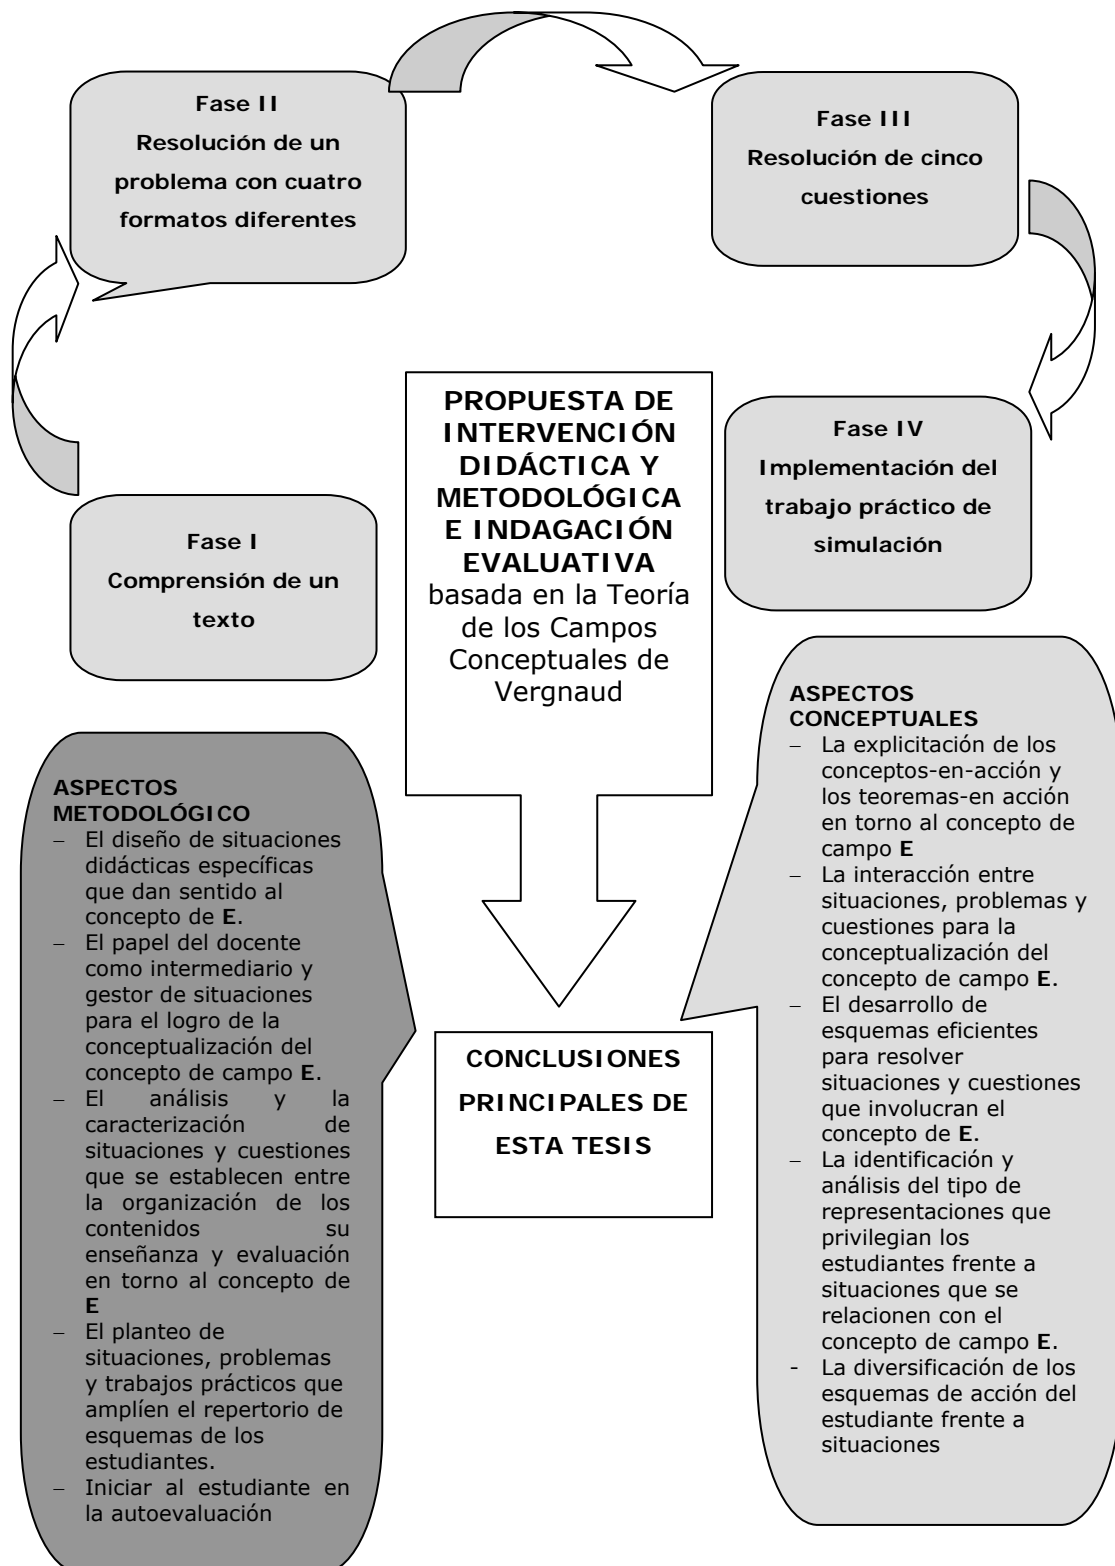 Fase II
Resolución de un
problema con cuatro
formatos diferentes
Fase III
Resolución de cinco
cuestiones
Fase I
Comprensión de un
texto
PROPUESTA DE
INTERVENCIÓN
DIDÁCTICA Y
METODOLÓGICA
E INDAGACIÓN
EVALUATIVA
basada en la Teoría
de los Campos
Conceptuales de
Vergnaud
Fase IV
Implementación del
trabajo práctico de
simulación
ASPECTOS
METODOLÓGICO
– El diseño de situaciones
didácticas específicas
que dan sentido al
concepto de E.
– El papel del docente
como intermediario y
gestor de situaciones
para el logro de la
conceptualización del
concepto de campo E.
– El análisis y la
caracterización de
situaciones y cuestiones
que se establecen entre
la organización de los
contenidos su
enseñanza y evaluación
en torno al concepto de
E
– El planteo de
situaciones, problemas
y trabajos prácticos que
amplíen el repertorio de
esquemas de los
estudiantes.
– Iniciar al estudiante en
la autoevaluación
CONCLUSIONES
PRINCIPALES DE
ESTA TESIS
ASPECTOS
CONCEPTUALES
– La explicitación de los
conceptos-en-acción y
los teoremas-en acción
en torno al concepto de
campo E
– La interacción entre
situaciones, problemas y
cuestiones para la
conceptualización del
concepto de campo E.
– El desarrollo de
esquemas eficientes
para resolver
situaciones y cuestiones
que involucran el
concepto de E.
– La identificación y
análisis del tipo de
representaciones que
privilegian los
estudiantes frente a
situaciones que se
relacionen con el
concepto de campo E.
- La diversificación de los
esquemas de acción del
estudiante frente a
situaciones